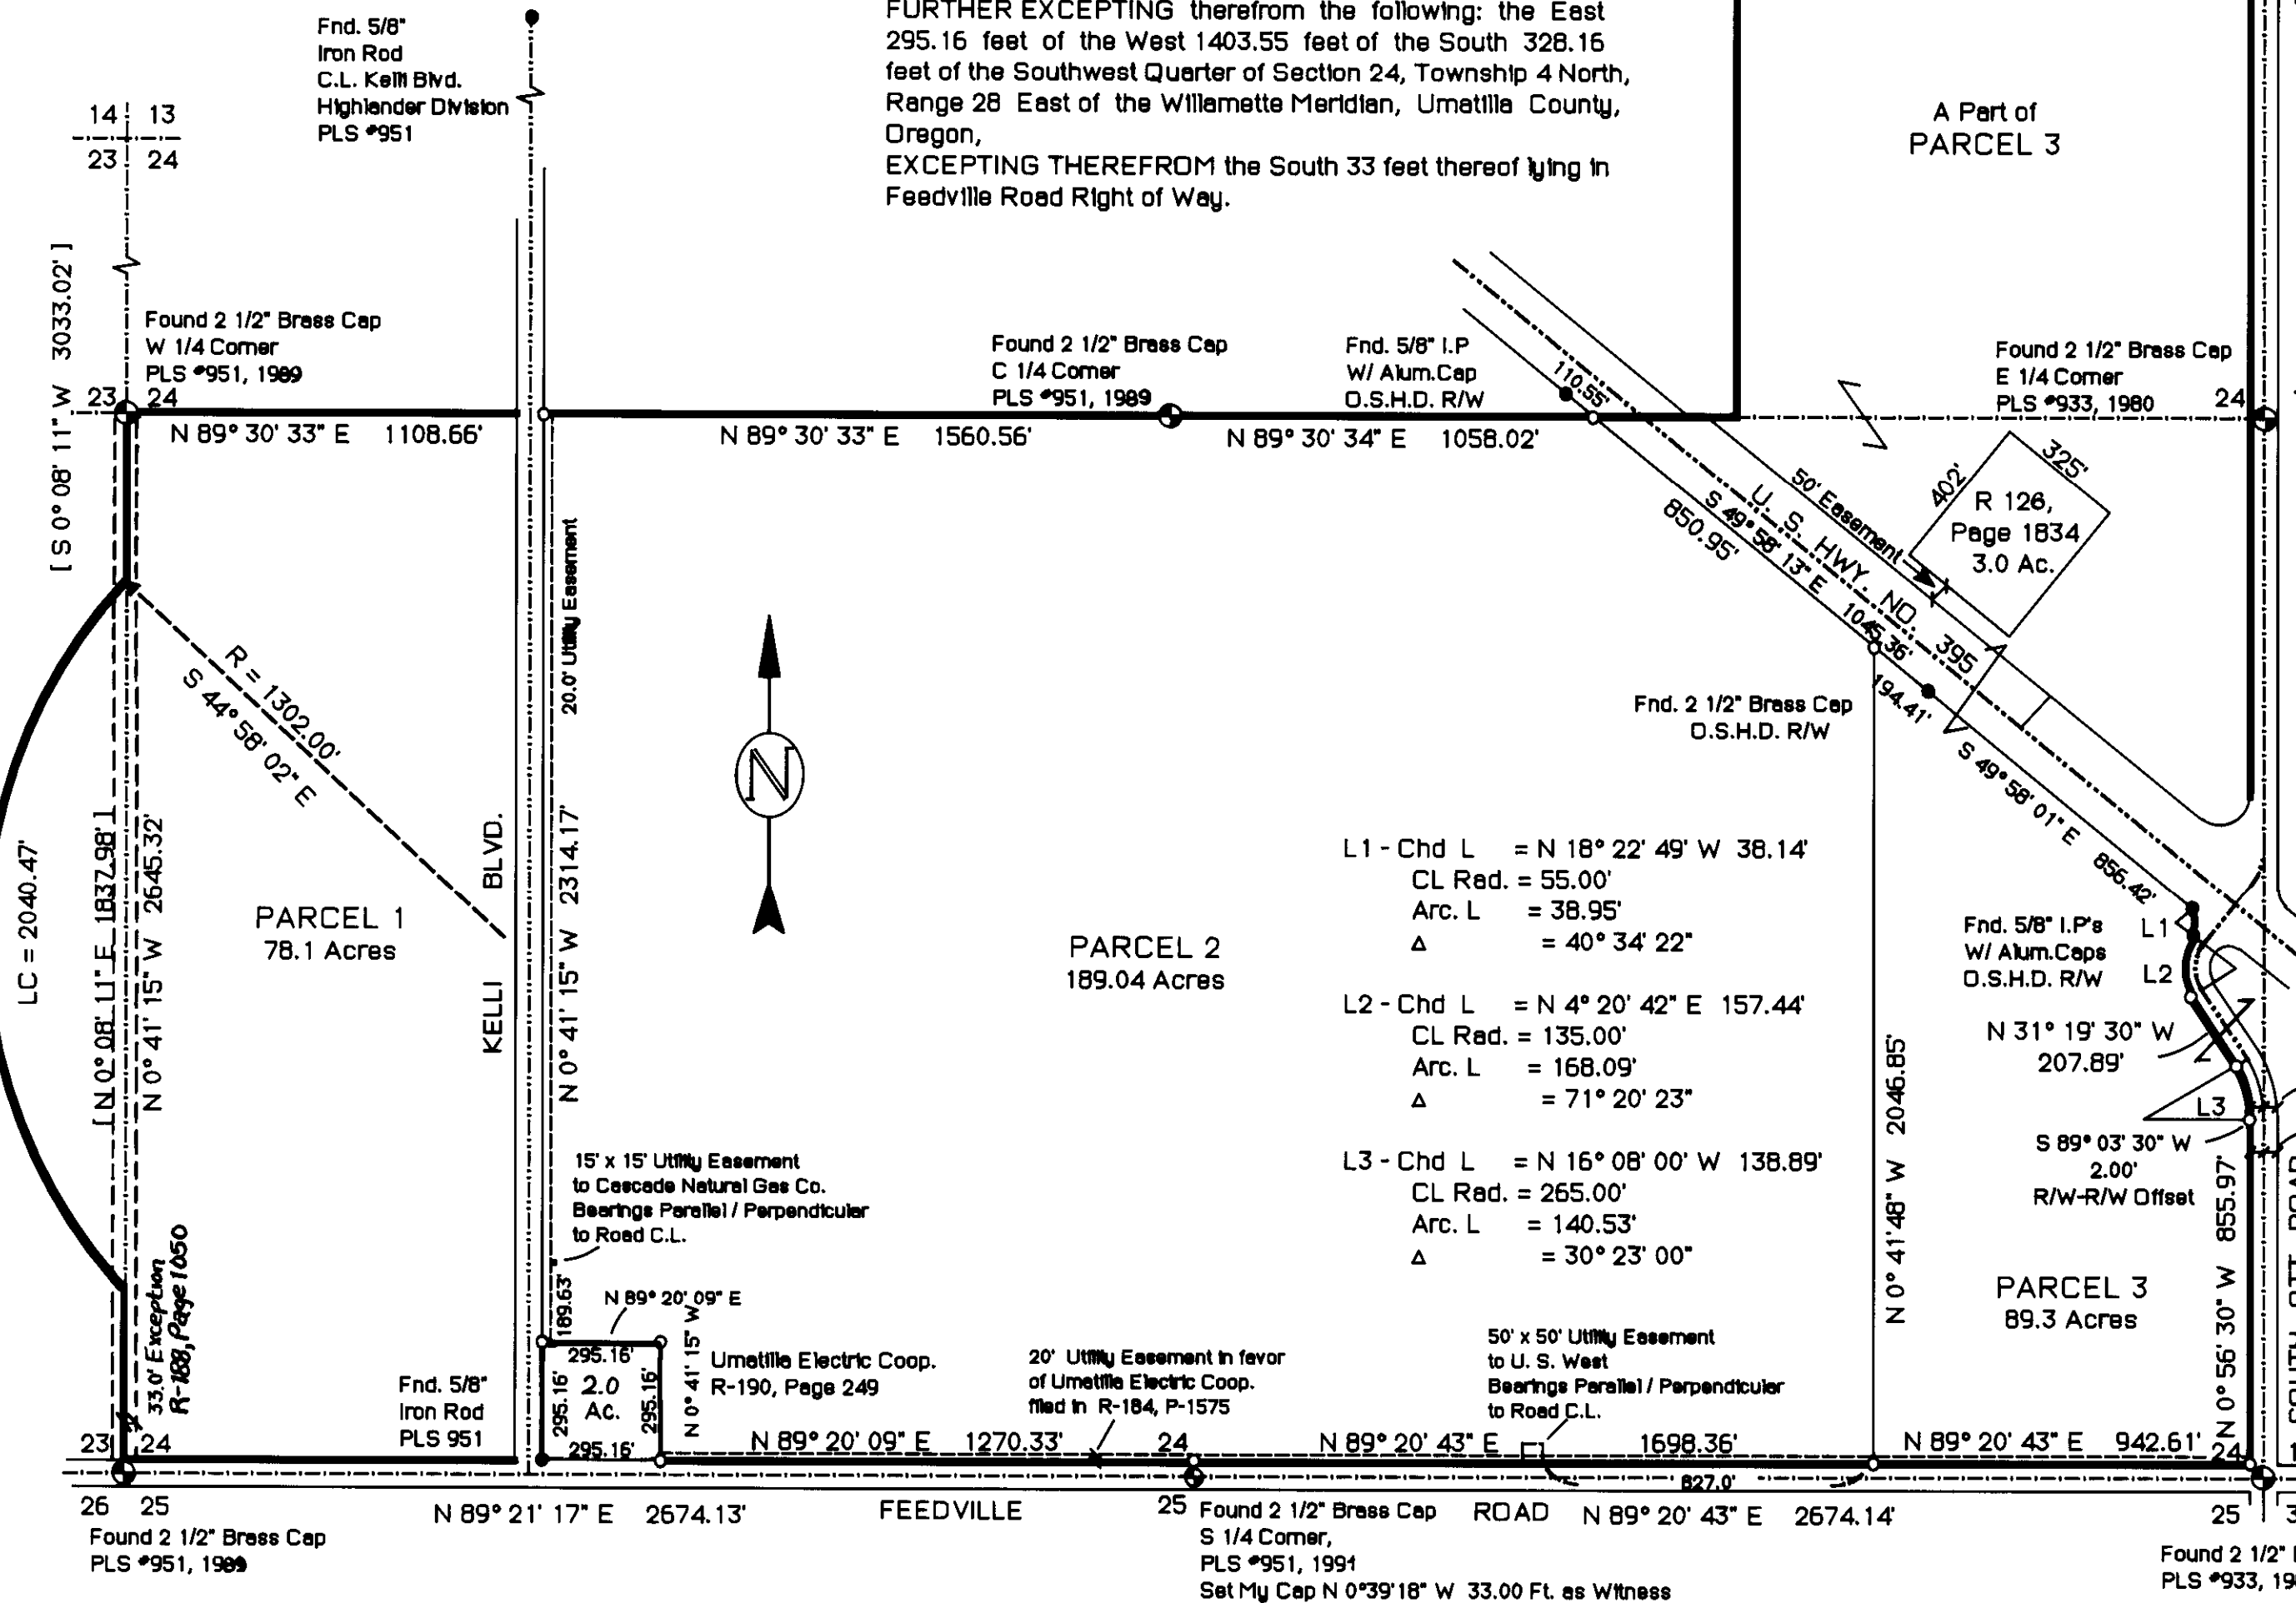 FURTHER EXCEPTING therefrom the following: the East
295.16 feet of the West 1403.55 feet of the South 328.16
feet of the Southwest Quarter of Section 24, Township 4 North,
Range 28 East of the Willamette Meridian, Umatilla County,
Oregon,
EXCEPTING THEREFROM the South 33 feet thereof lying in
Feedville Road Right of Way.
Fnd. 5/8"
Iron Rod
C.L. Kelli Blvd.
Highlander Division
PLS #951
14 13
23 24
A Part of
PARCEL 3
[ S 0° 08' 11" W 3033.02' ]
Found 2 1/2" Brass Cap
W 1/4 Corner
PLS #951, 1989
23 24
Found 2 1/2" Brass Cap
C 1/4 Corner
PLS #951, 1989
Fnd. 5/8" I.P
W/ Alum.Cap
O.S.H.D. R/W
110.55'
Found 2 1/2" Brass Cap
E 1/4 Corner
PLS #933, 1980
24
N 89° 30' 33" E 1108.66'
N 89° 30' 33" E 1560.56'
N 89° 30' 34" E 1058.02'
850.95'
S 49° 58' 13" E 1045.36'
U. S. HWY. NO. 395
50' Easement
402'
325'
R 126,
Page 1834
3.0 Ac.
20.0' Utility Easement
R = 1302.00'
S 44° 58' 02" E
Fnd. 2 1/2" Brass Cap
O.S.H.D. R/W
194.41'
S 49° 58' 01" E 856.42'
N
LC = 2040.47'
[ N 0° 08' 11" E 1837.98' ]
N 0° 41' 15" W 2645.32'
PARCEL 1
78.1 Acres
KELLI BLVD.
N 0° 41' 15" W 2314.17'
PARCEL 2
189.04 Acres
L1 - Chd L = N 18° 22' 49' W 38.14'
CL Rad. = 55.00'
Arc. L = 38.95'
Δ = 40° 34' 22"
L2 - Chd L = N 4° 20' 42" E 157.44'
CL Rad. = 135.00'
Arc. L = 168.09'
Δ = 71° 20' 23"
L3 - Chd L = N 16° 08' 00' W 138.89'
CL Rad. = 265.00'
Arc. L = 140.53'
Δ = 30° 23' 00"
N 0° 41'48" W 2046.85'
Fnd. 5/8" I.P's
W/ Alum.Caps
O.S.H.D. R/W
L1
L2
N 31° 19' 30" W
207.89'
L3
S 89° 03' 30" W
2.00'
R/W-R/W Offset
N 0° 56' 30" W 855.97'
SOUTH OTT ROAD
PARCEL 3
89.3 Acres
15' x 15' Utility Easement
to Cascade Natural Gas Co.
Bearings Parallel / Perpendicular
to Road C.L.
189.63'
N 89° 20' 09" E
33.0' Exception
R-188, Page 1050
Fnd. 5/8"
Iron Rod
PLS 951
295.16'
295.16'
2.0
Ac.
295.16'
295.16'
N 0° 41' 15" W
Umatilla Electric Coop.
R-190, Page 249
20' Utility Easement in favor
of Umatilla Electric Coop.
filed in R-184, P-1575
50' x 50' Utility Easement
to U. S. West
Bearings Parallel / Perpendicular
to Road C.L.
23 24
N 89° 20' 09" E 1270.33'
24
N 89° 20' 43" E 1698.36'
N 89° 20' 43" E 942.61'
24
827.0'
26 25
N 89° 21' 17" E 2674.13'
FEEDVILLE ROAD
25
N 89° 20' 43" E 2674.14'
25
Found 2 1/2" Brass Cap
PLS #951, 1989
Found 2 1/2" Brass Cap
S 1/4 Corner,
PLS #951, 1991
Set My Cap N 0°39'18" W 33.00 Ft. as Witness
Found 2 1/2"
PLS #933, 19